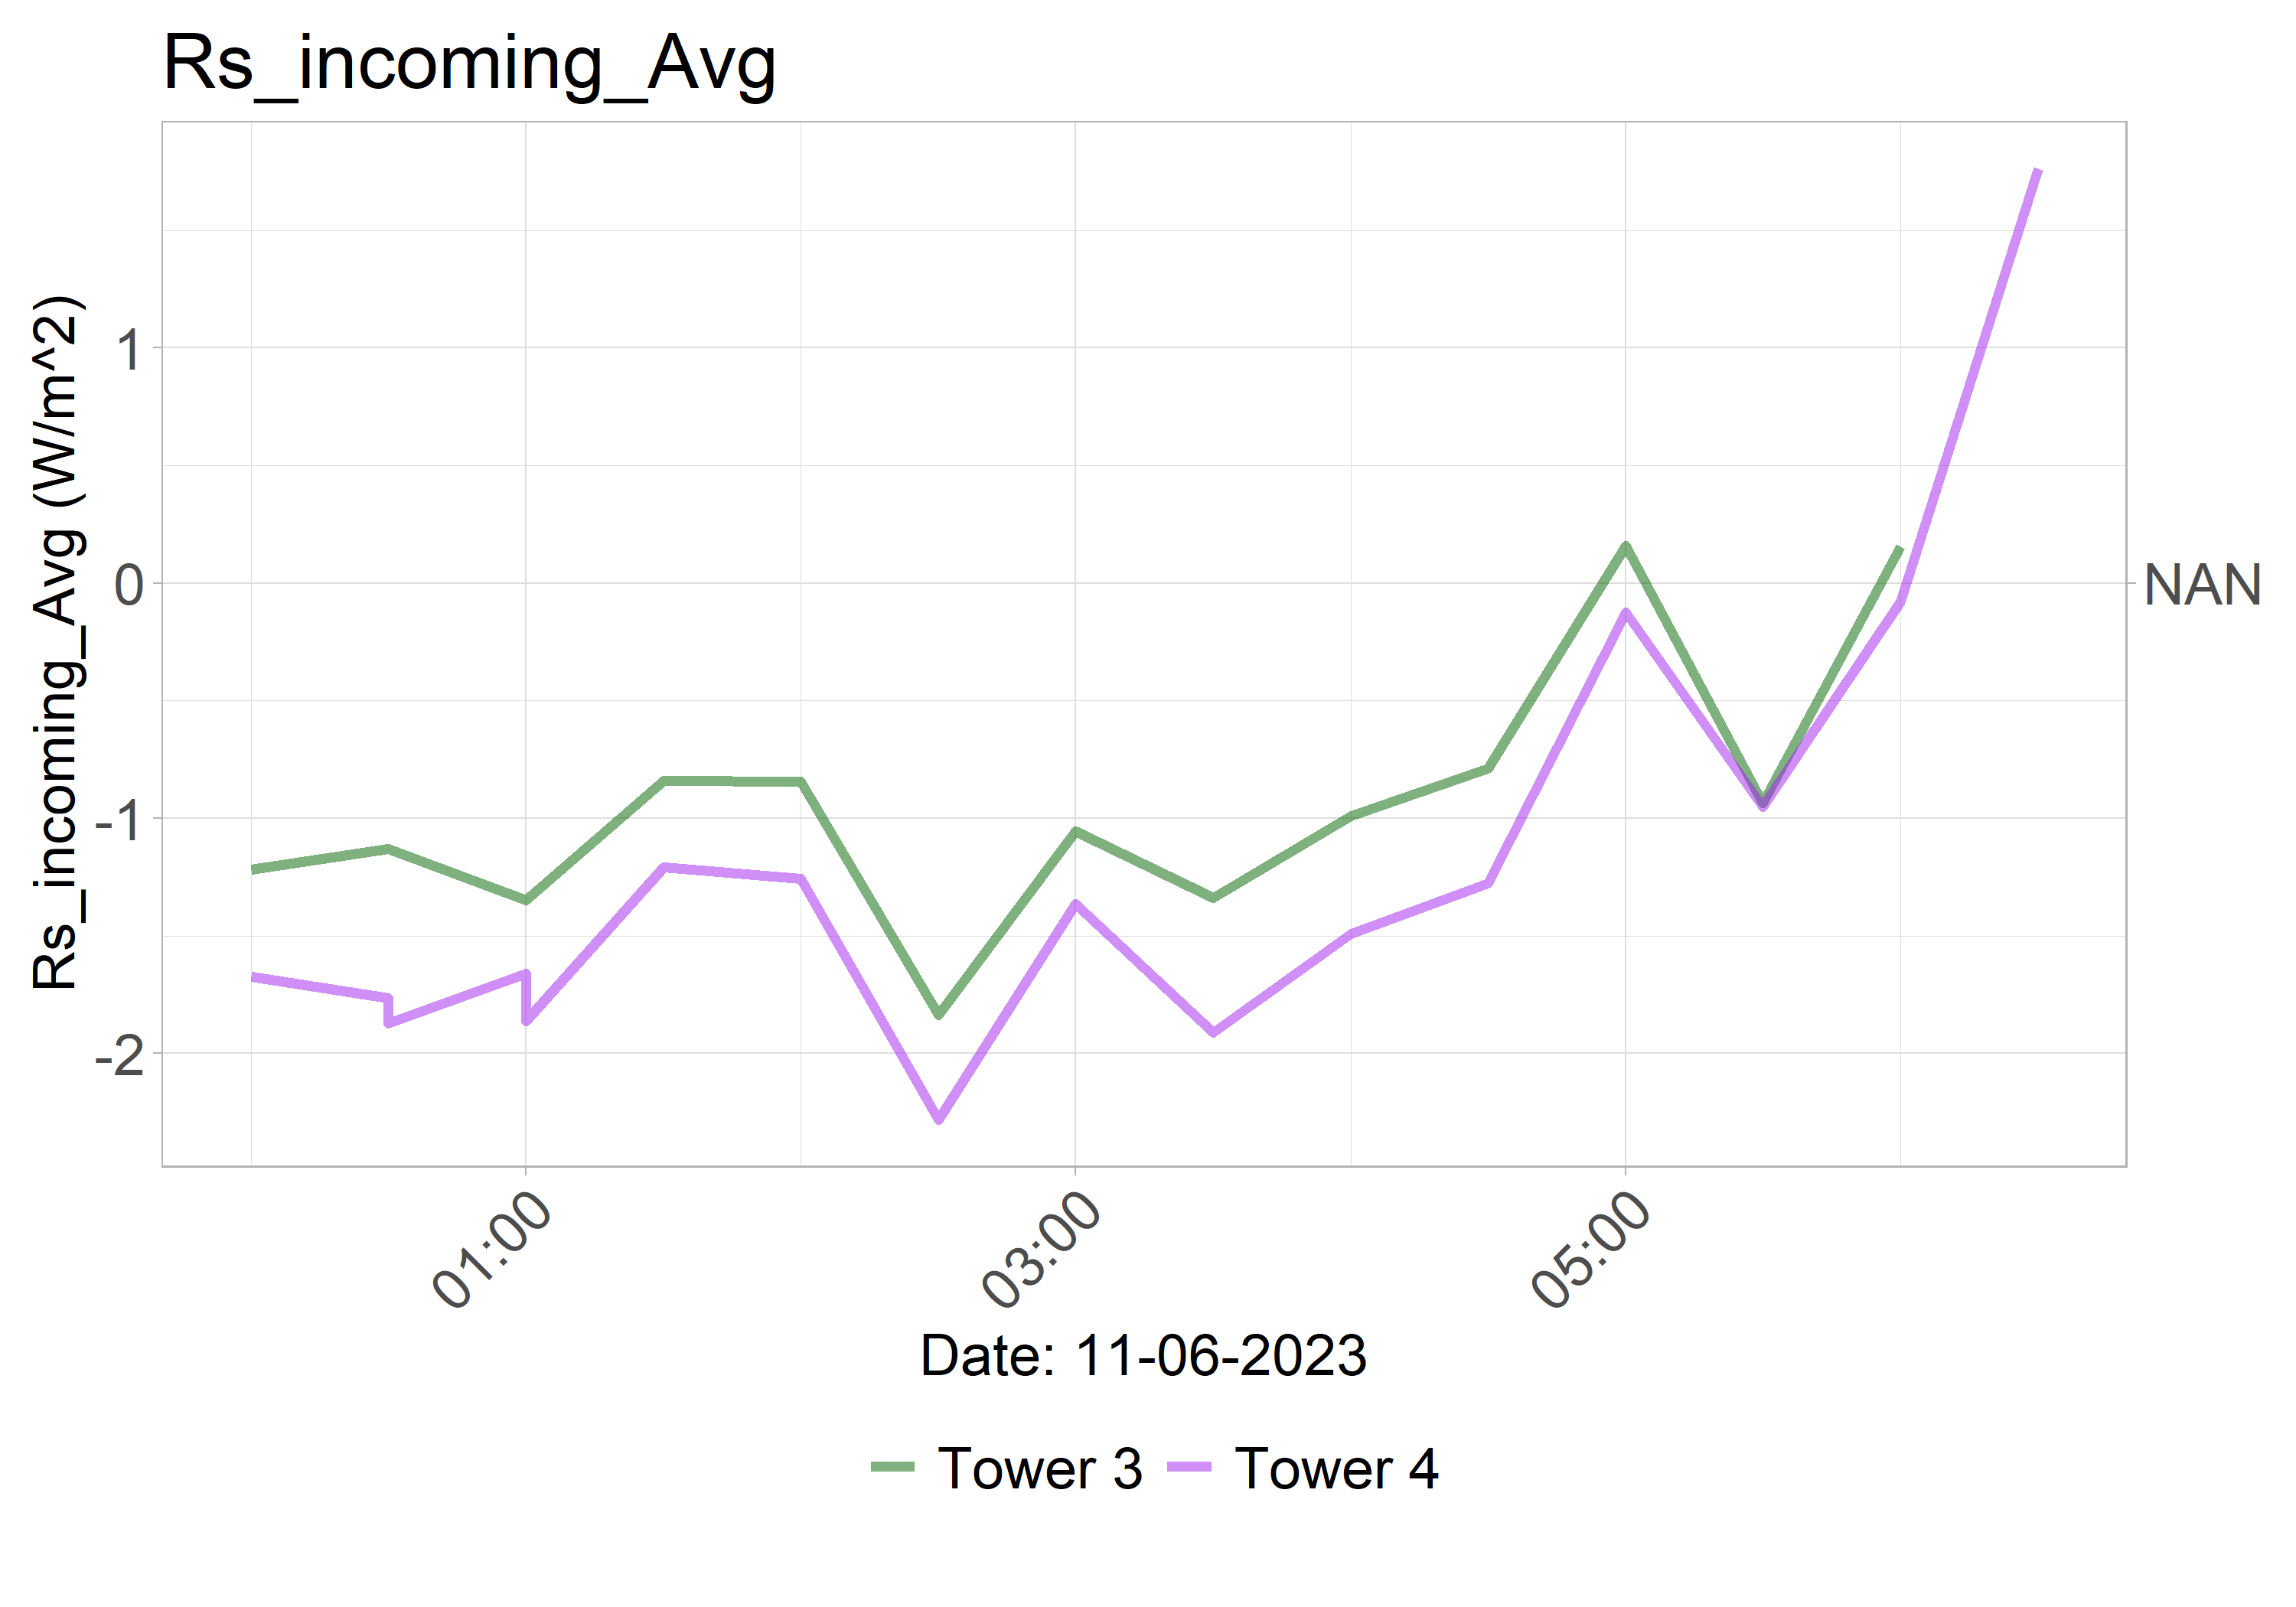 Rs_incoming_Avg
Rs_incoming_Avg (W/m^2)
1
0
-1
-2
NAN
01:00
03:00
05:00
Date: 11-06-2023
Tower 3
Tower 4